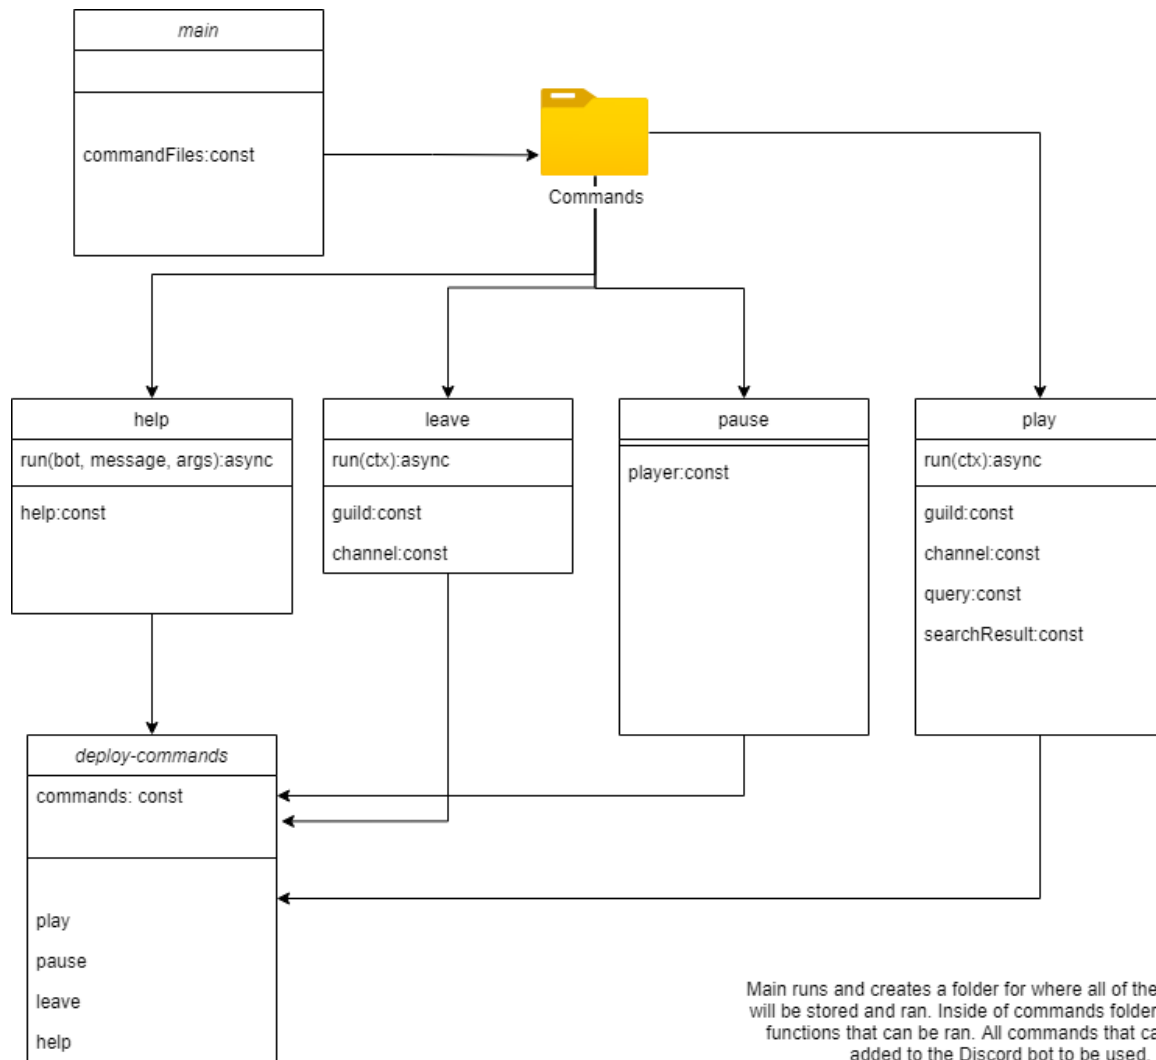 main
commandFiles:const
Commands
help
run(bot, message, args):async
help:const
leave
run(ctx):async
guild:const
channel:const
pause
player:const
play
run(ctx):async
guild:const
channel:const
query:const
searchResult:const
deploy-commands
commands: const
play
pause
leave
help
Main runs and creates a folder for where all of the
will be stored and ran. Inside of commands folder
functions that can be ran. All commands that ca
added to the Discord bot to be used.